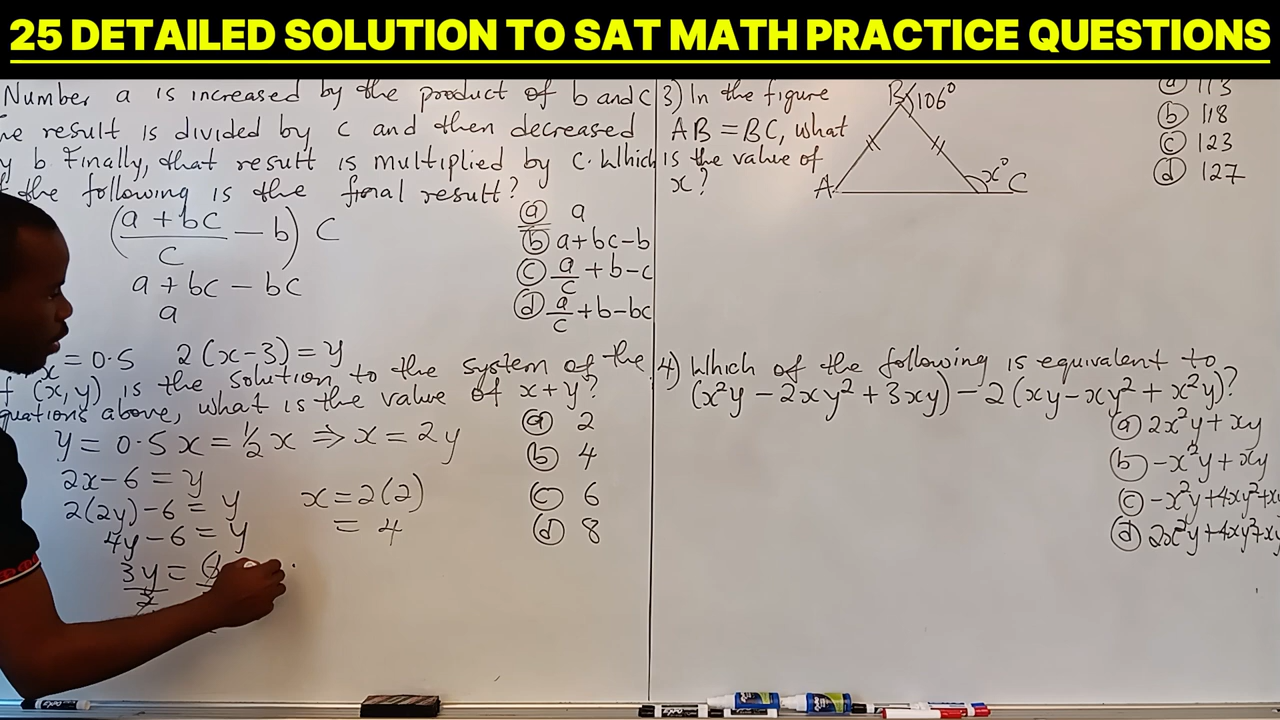 25 DETAILED SOLUTION TO SAT MATH PRACTICE QUESTIONS
Number a is increased by the product of b and c
result is divided by c and then decreased
b. Finally, that result is multiplied by c. Which
the following is the final result?
(a + bc / c − b) c
a + bc − bc
a
ⓐ a
ⓑ a+bc−b
ⓒ a/c + b−c
ⓓ a/c + b−bc
= 0.5 2(x−3) = y
(x,y) is the solution to the system of the
above, what is the value of x+y?
y = 0.5x = ½x ⇒ x = 2y
2x−6 = y
2(2y)−6 = y
4y−6 = y
3y =
x = 2(2)
= 4
ⓐ 2
ⓑ 4
ⓒ 6
ⓓ 8
3) In the figure
AB = BC, what
is the value of
x?
B 106°
A x° C
ⓐ 113
ⓑ 118
ⓒ 123
ⓓ 127
4) Which of the following is equivalent to
(x²y − 2xy² + 3xy) − 2(xy − xy² + x²y)?
ⓐ 2x²y + xy
ⓑ −x²y + xy
ⓒ −x²y + 4xy² + x
ⓓ 2x²y + 4xy² + xy